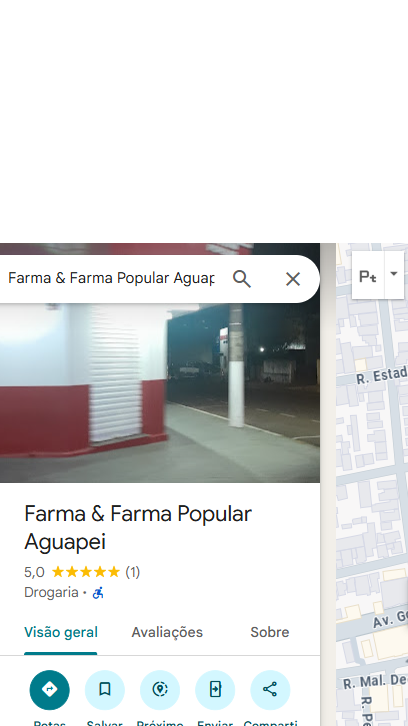 Farma & Farma Popular Aguap
Pt
R. Estad
Farma & Farma Popular
Aguapei
5,0 (1)
Drogaria ·
Visão geral Avaliações Sobre
Av. G
R. Mal. De
Rotas Salvar Próximo Enviar Comparti